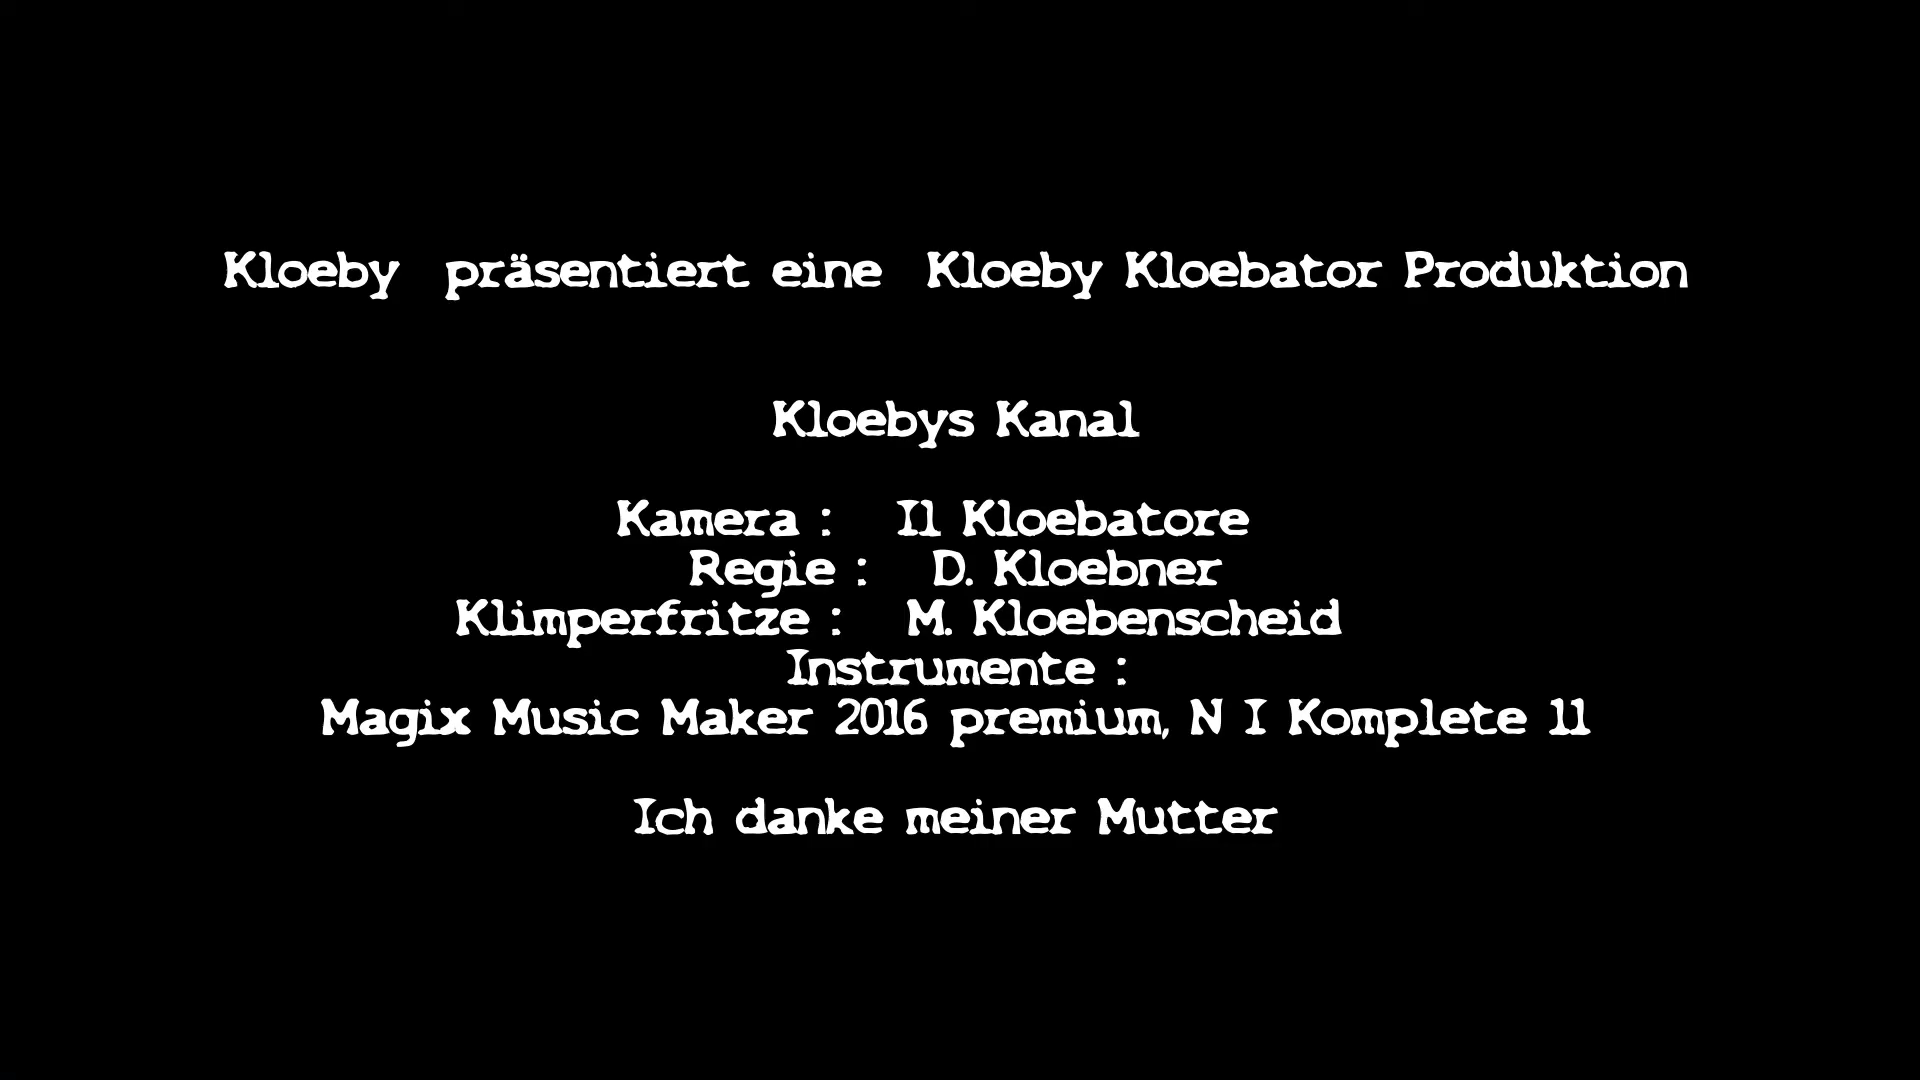 Kloeby präsentiert eine Kloeby Kloebator Produktion
Kloebys Kanal
Kamera : Il Kloebatore
Regie : D. Kloebner
Klimperfritze : M. Kloebenscheid
Instrumente :
Magix Music Maker 2016 premium, N I Komplete 11
Ich danke meiner Mutter